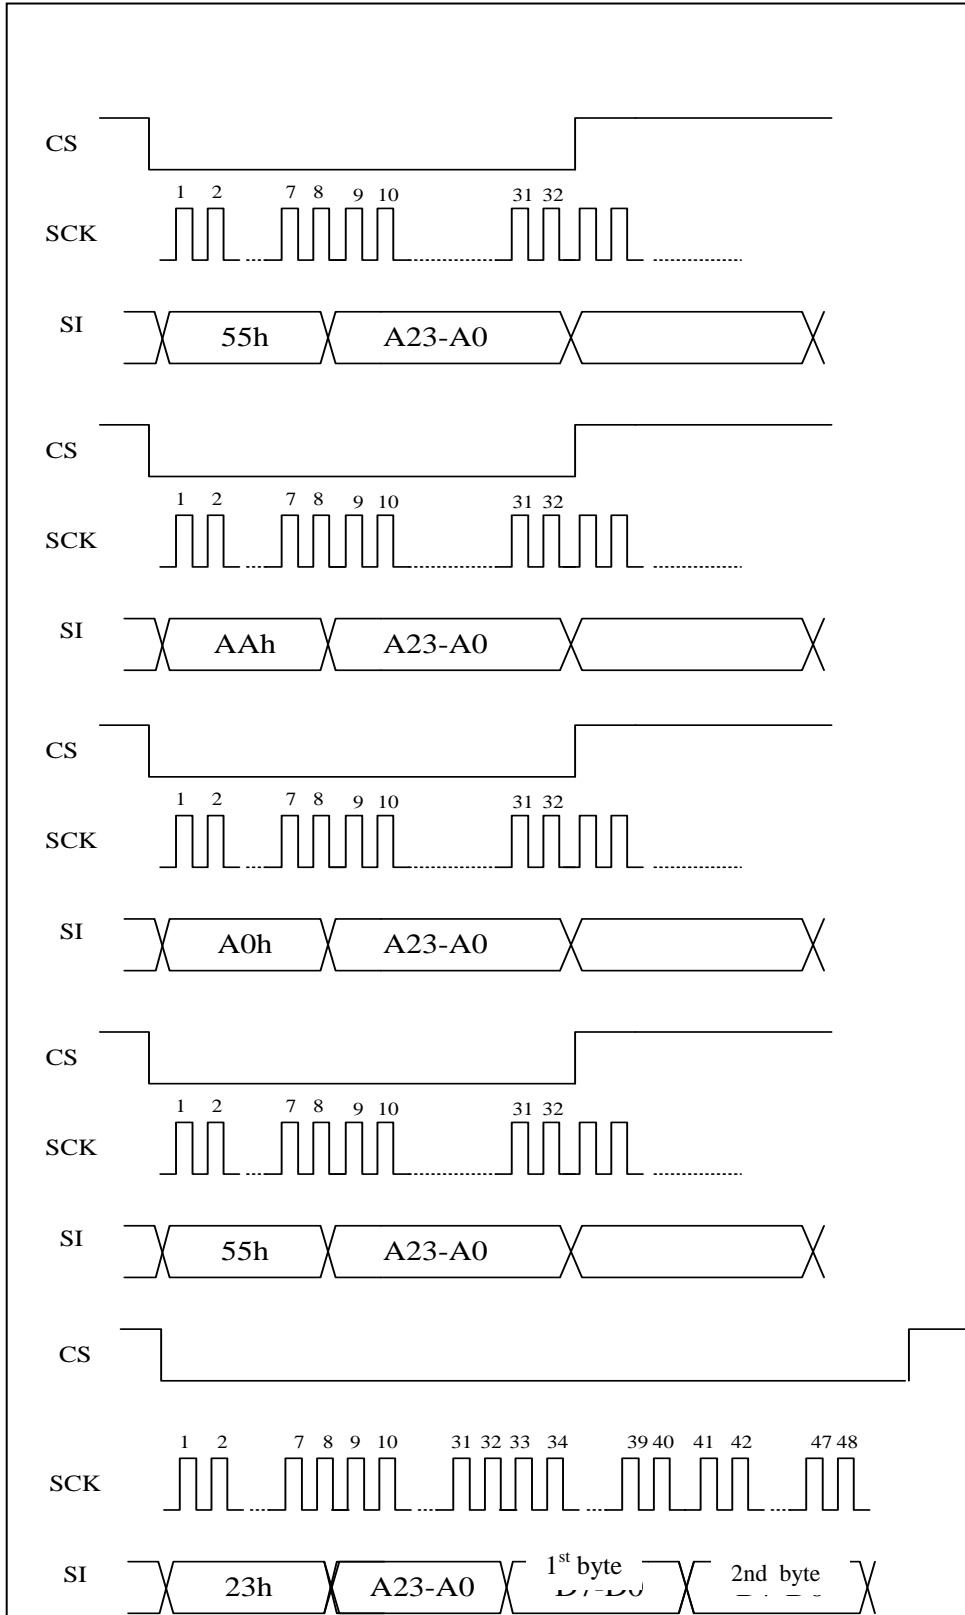 CS
1 2 7 8 9 10 31 32
SCK
SI 55h A23-A0
CS
1 2 7 8 9 10 31 32
SCK
SI AAh A23-A0
CS
1 2 7 8 9 10 31 32
SCK
SI A0h A23-A0
CS
1 2 7 8 9 10 31 32
SCK
SI 55h A23-A0
CS
1 2 7 8 9 10 31 32 33 34 39 40 41 42 47 48
SCK
SI 23h A23-A0 1st byte 2nd byte